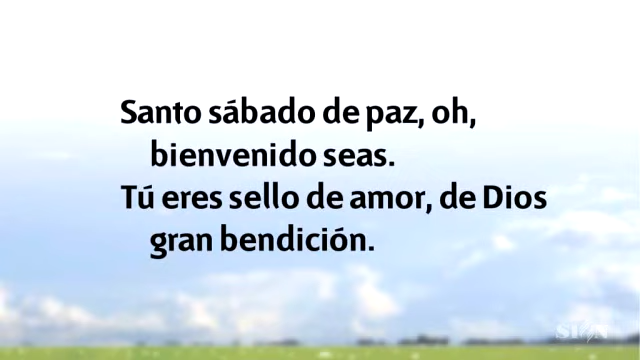 Santo sábado de paz, oh,
bienvenido seas.
Tú eres sello de amor, de Dios
gran bendición.